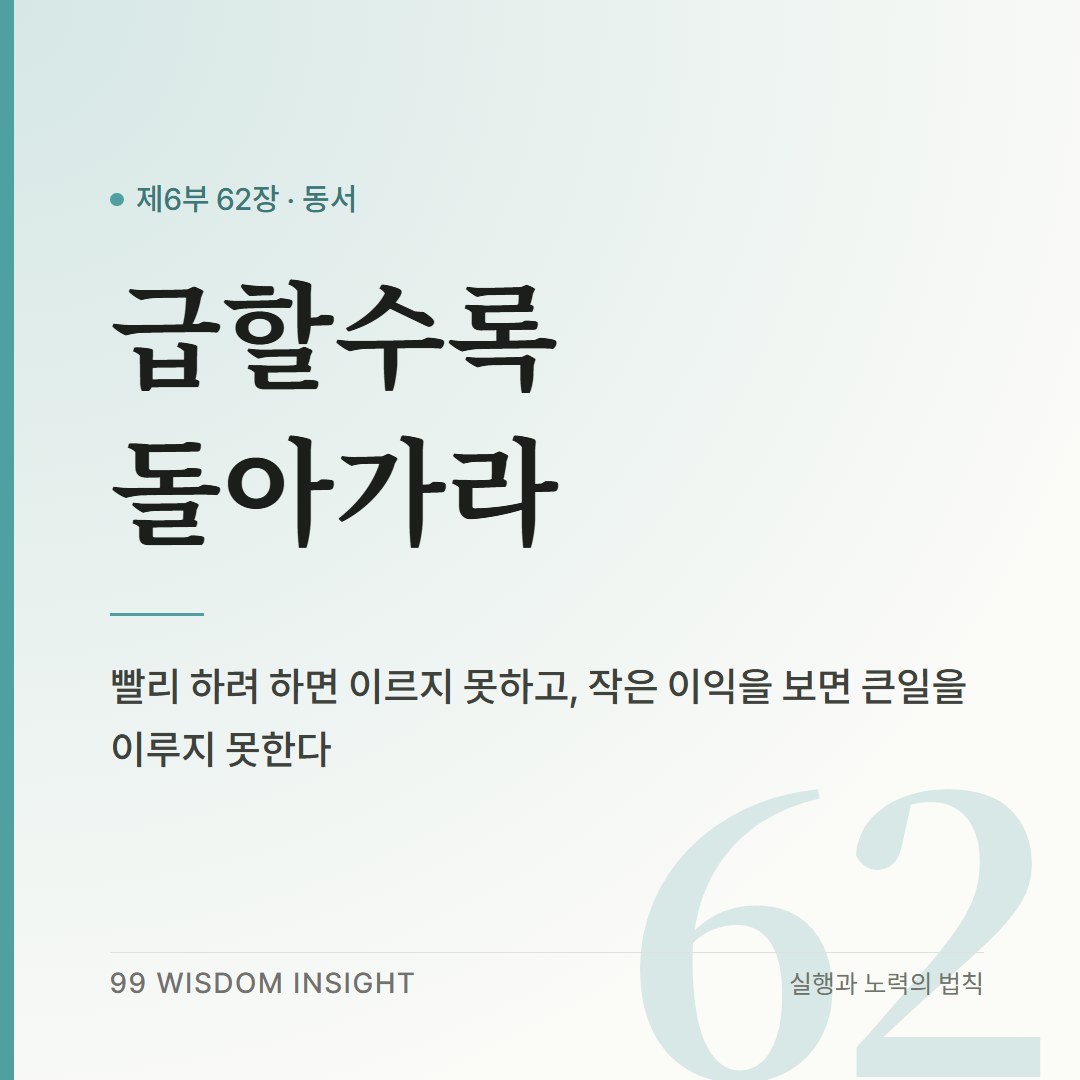 제6부 62장 · 동서
급할수록
돌아가라
빨리 하려 하면 이르지 못하고, 작은 이익을 보면 큰일을
이루지 못한다
62
99 WISDOM INSIGHT
실행과 노력의 법칙